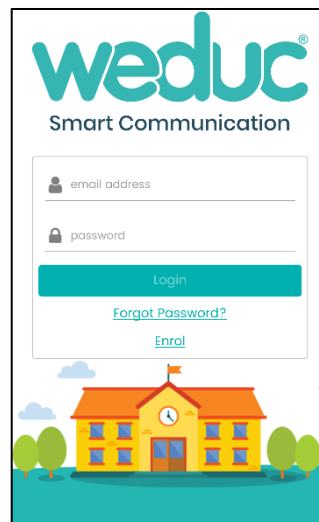 weduc®
Smart Communication
email address
password
Login
Forgot Password?
Enrol